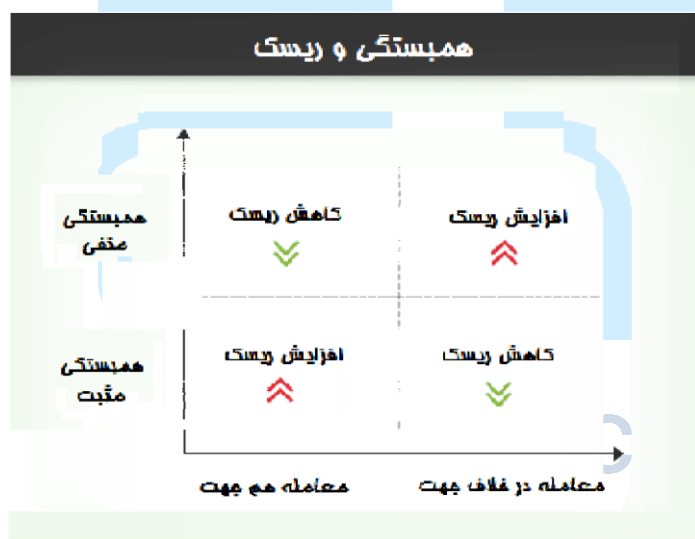 همبستگی و ریسک
همبستگی
منفی
کاهش ریسک
افزایش ریسک
همبستگی
مثبت
افزایش ریسک
کاهش ریسک
معامله هم جهت
معامله در خلاف جهت